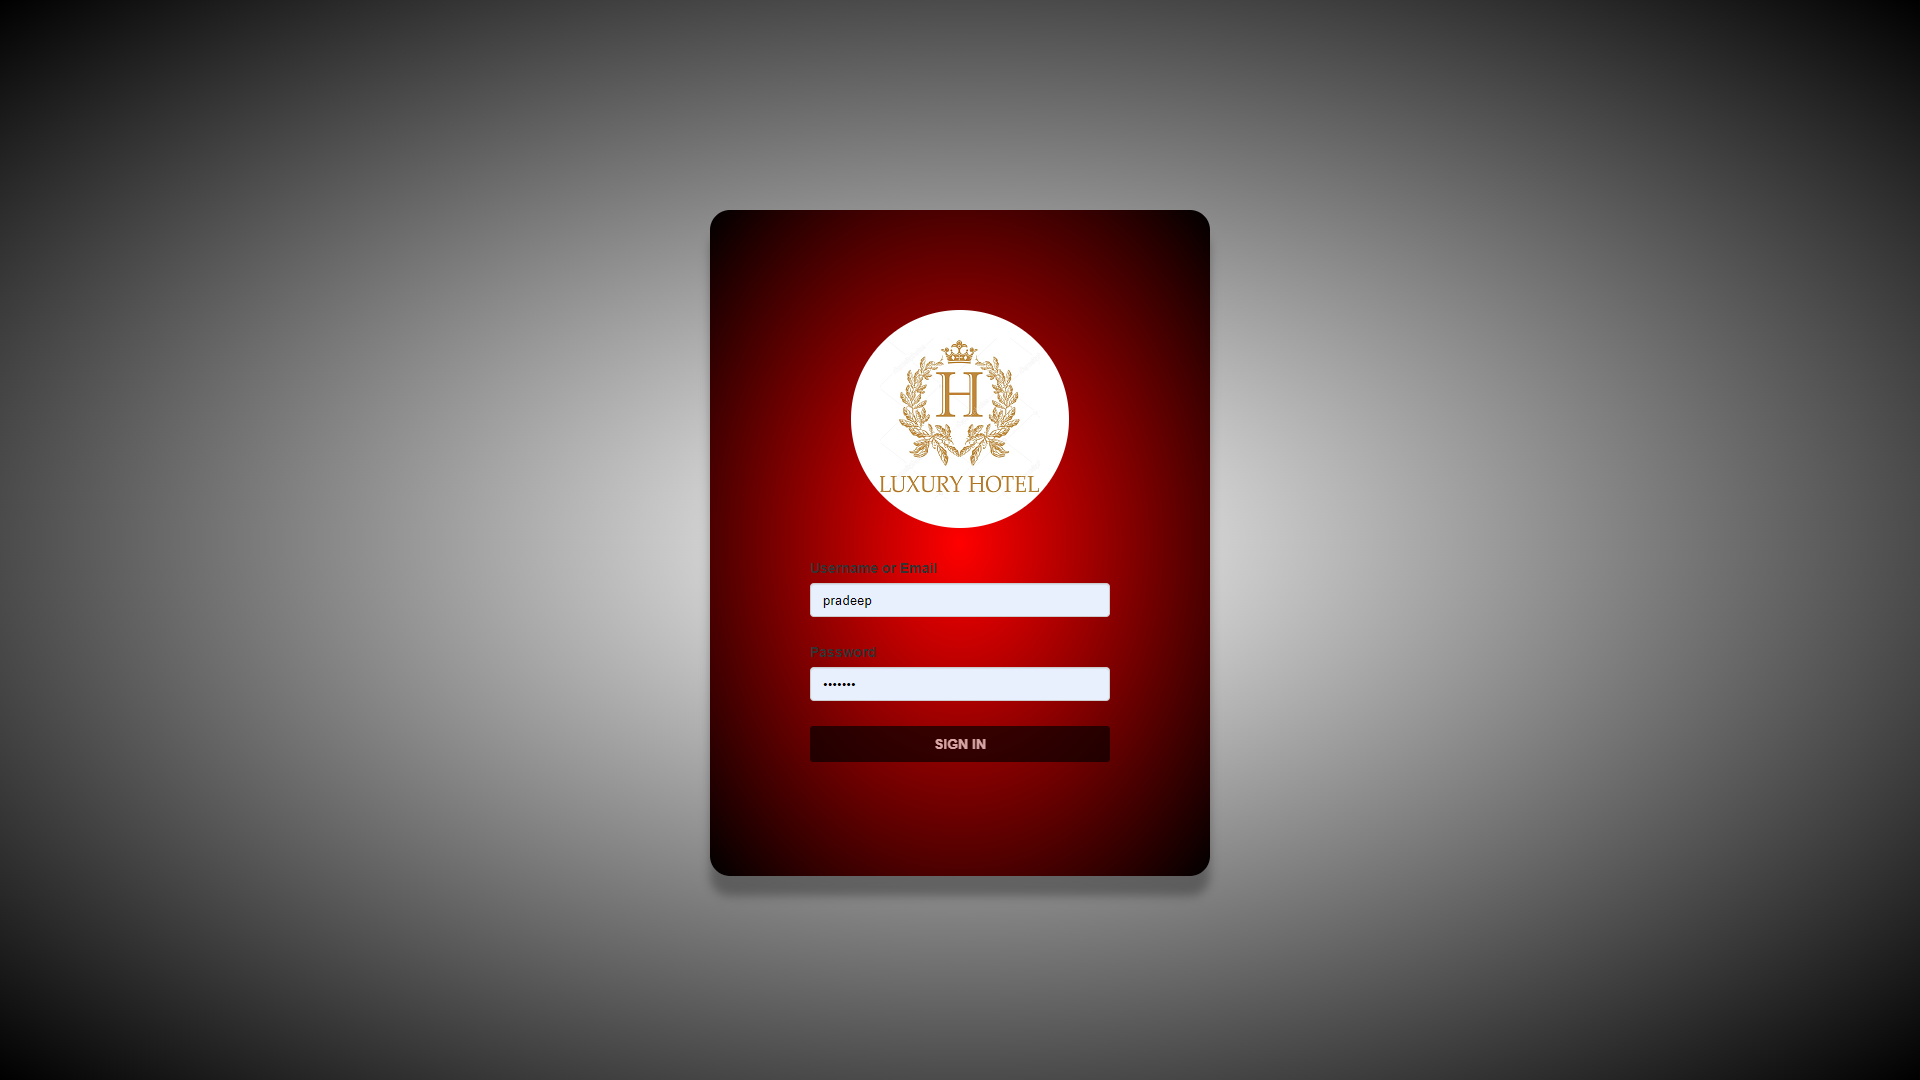 H
LUXURY HOTEL
Username or Email
pradeep
Password
•••••••
SIGN IN